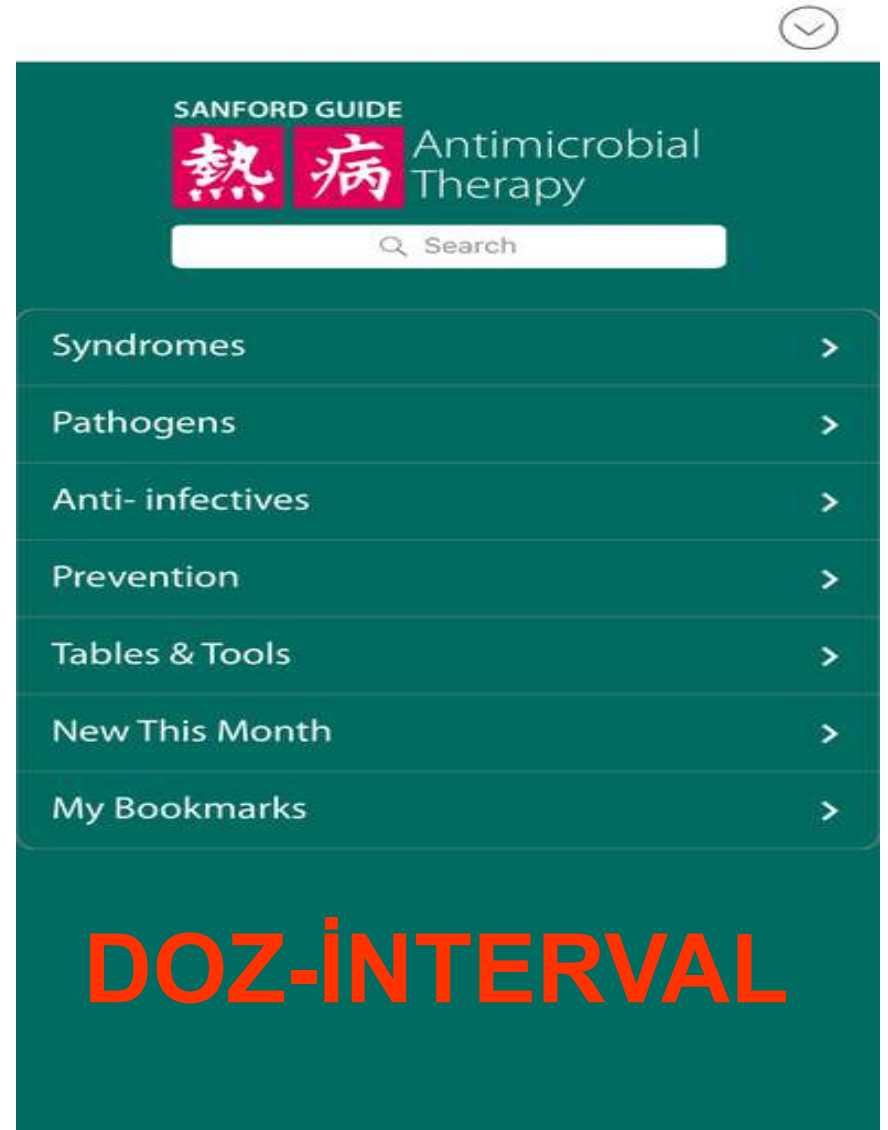 SANFORD GUIDE
熱病 Antimicrobial
Therapy
Search
Syndromes
Pathogens
Anti- infectives
Prevention
Tables & Tools
New This Month
My Bookmarks
DOZ-İNTERVAL